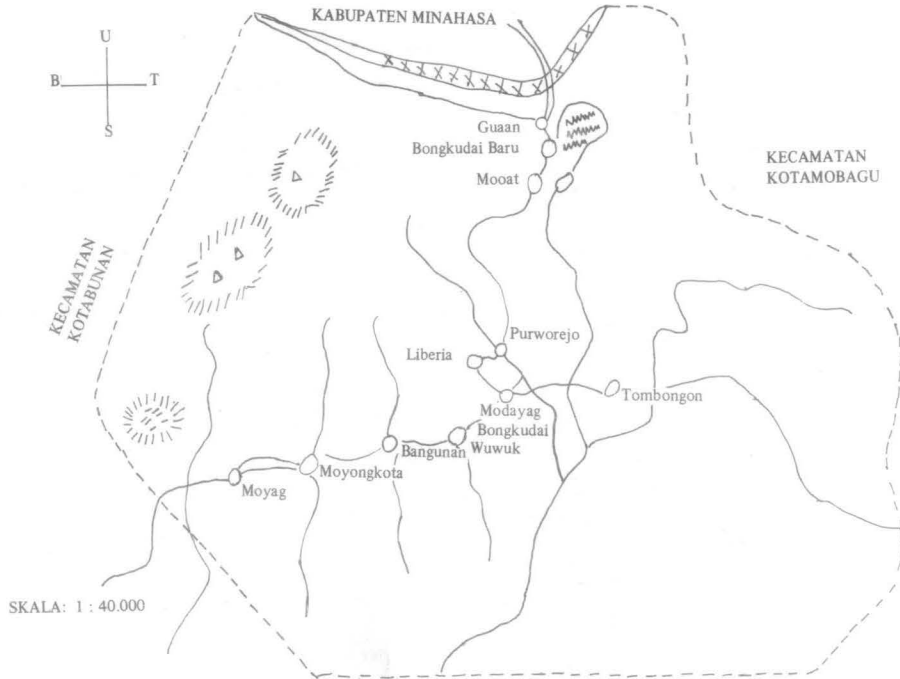 KABUPATEN MINAHASA
U
B
T
S
Guaan
Bongkudai Baru
Mooat
KECAMATAN
KOTAMOBAGU
KECAMATAN
KOTABUNAN
Purworejo
Liberia
Tombongon
Modayag
Bongkudai
Wuwuk
Bangunan
Moyongkota
Moyag
SKALA: 1 : 40.000